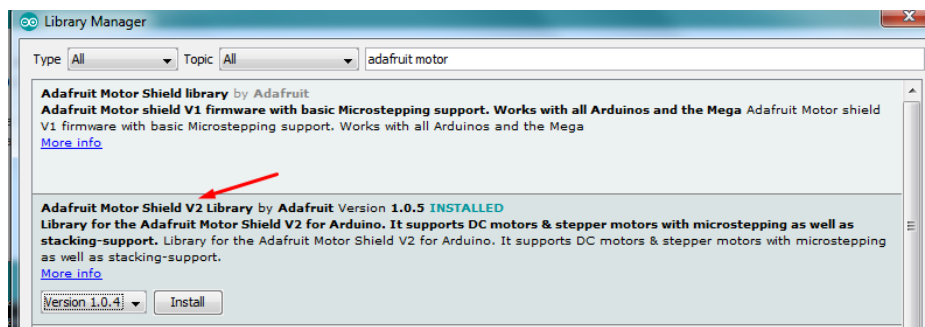 Library Manager
Type All Topic All adafruit motor
Adafruit Motor Shield library by Adafruit
Adafruit Motor shield V1 firmware with basic Microstepping support. Works with all Arduinos and the Mega Adafruit Motor shield
V1 firmware with basic Microstepping support. Works with all Arduinos and the Mega
More info
Adafruit Motor Shield V2 Library by Adafruit Version 1.0.5 INSTALLED
Library for the Adafruit Motor Shield V2 for Arduino. It supports DC motors & stepper motors with microstepping as well as
stacking-support. Library for the Adafruit Motor Shield V2 for Arduino. It supports DC motors & stepper motors with microstepping
as well as stacking-support.
More info
Version 1.0.4 Install